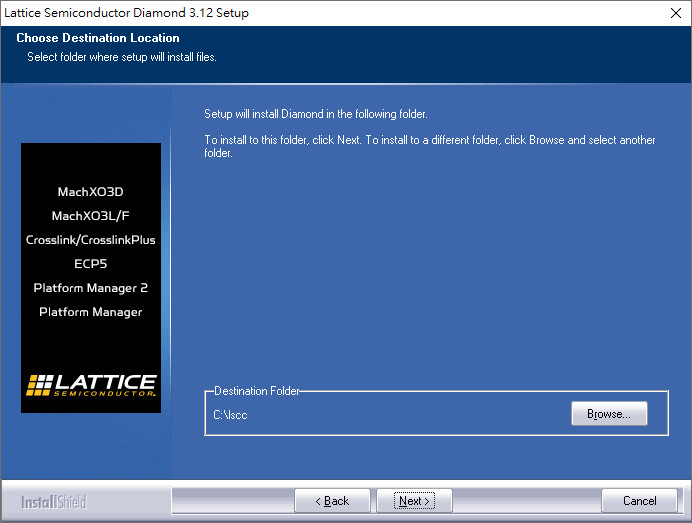 Lattice Semiconductor Diamond 3.12 Setup
Choose Destination Location
Select folder where setup will install files.
Setup will install Diamond in the following folder.
To install to this folder, click Next. To install to a different folder, click Browse and select another
folder.
MachXO3D
MachXO3L/F
Crosslink/CrosslinkPlus
ECP5
Platform Manager 2
Platform Manager
LATTICE
SEMICONDUCTOR
Destination Folder
C:\lscc
Browse...
InstallShield
< Back
Next >
Cancel